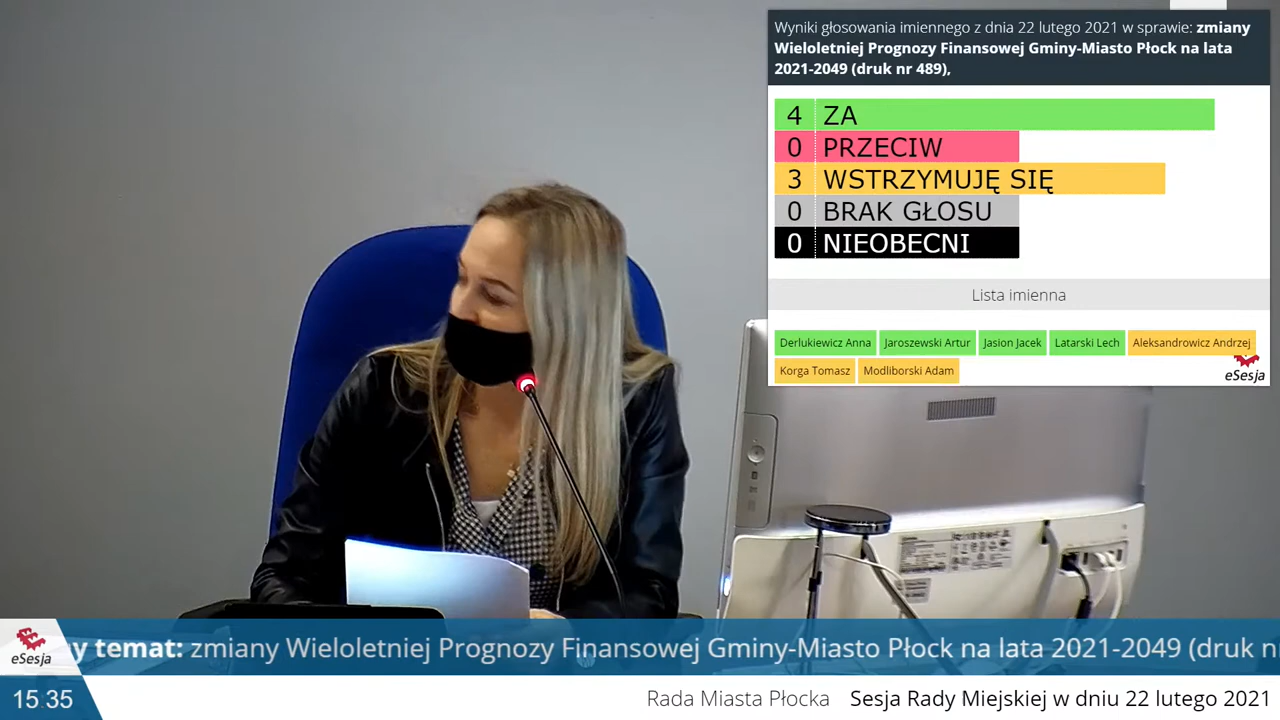 Wyniki głosowania imiennego z dnia 22 lutego 2021 w sprawie: zmiany
Wieloletniej Prognozy Finansowej Gminy-Miasto Płock na lata
2021-2049 (druk nr 489),
4 ZA
0 PRZECIW
3 WSTRZYMUJĘ SIĘ
0 BRAK GŁOSU
0 NIEOBECNI
Lista imienna
Derlukiewicz Anna Jaroszewski Artur Jasion Jacek Latarski Lech Aleksandrowicz Andrzej
Korga Tomasz Modliborski Adam
eSesja
eSesja
y temat: zmiany Wieloletniej Prognozy Finansowej Gminy-Miasto Płock na lata 2021-2049 (druk n
15:35
Rada Miasta Płocka Sesja Rady Miejskiej w dniu 22 lutego 2021